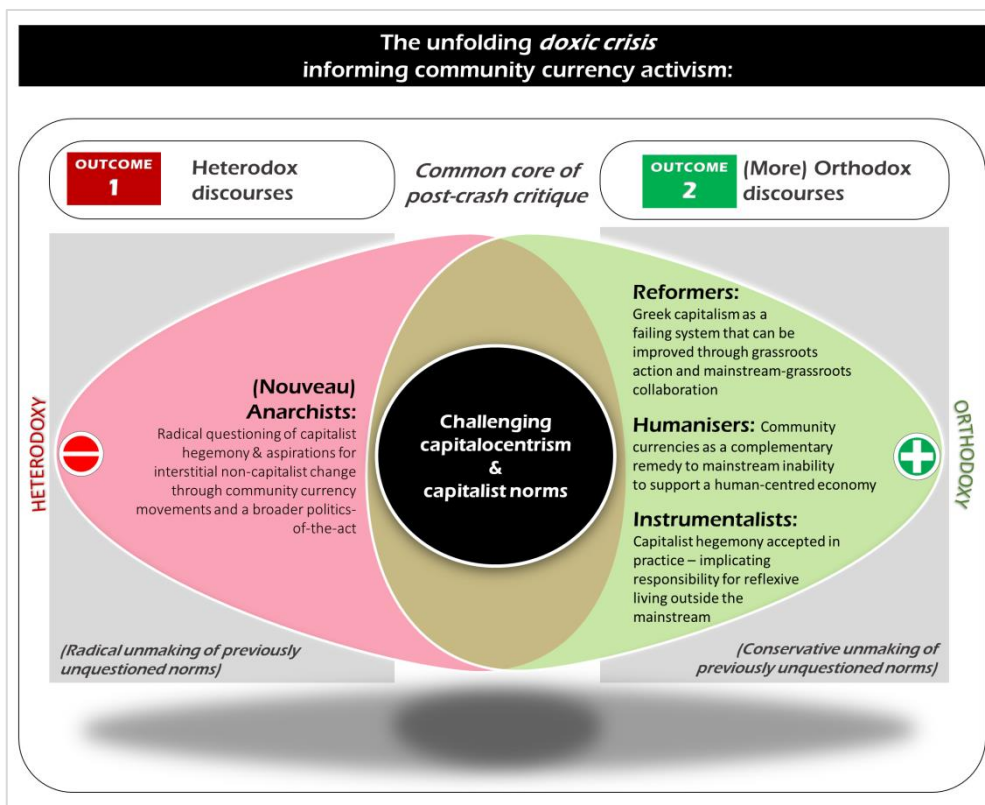 The unfolding doxic crisis
informing community currency activism:
OUTCOME
1
Heterodox
discourses
Common core of
post-crash critique
OUTCOME
2
(More) Orthodox
discourses
HETERODOXY
(Nouveau)
Anarchists:
Radical questioning of capitalist
hegemony & aspirations for
interstitial non-capitalist change
through community currency
movements and a broader politics-
of-the-act
Challenging
capitalocentrism
&
capitalist norms
Reformers:
Greek capitalism as a
failing system that can be
improved through grassroots
action and mainstream-grassroots
collaboration
Humanisers: Community
currencies as a complementary
remedy to mainstream inability
to support a human-centred economy
Instrumentalists:
Capitalist hegemony accepted in
practice – implicating
responsibility for reflexive
living outside the
mainstream
ORTHODOXY
(Radical unmaking of previously
unquestioned norms)
(Conservative unmaking of
previously unquestioned norms)